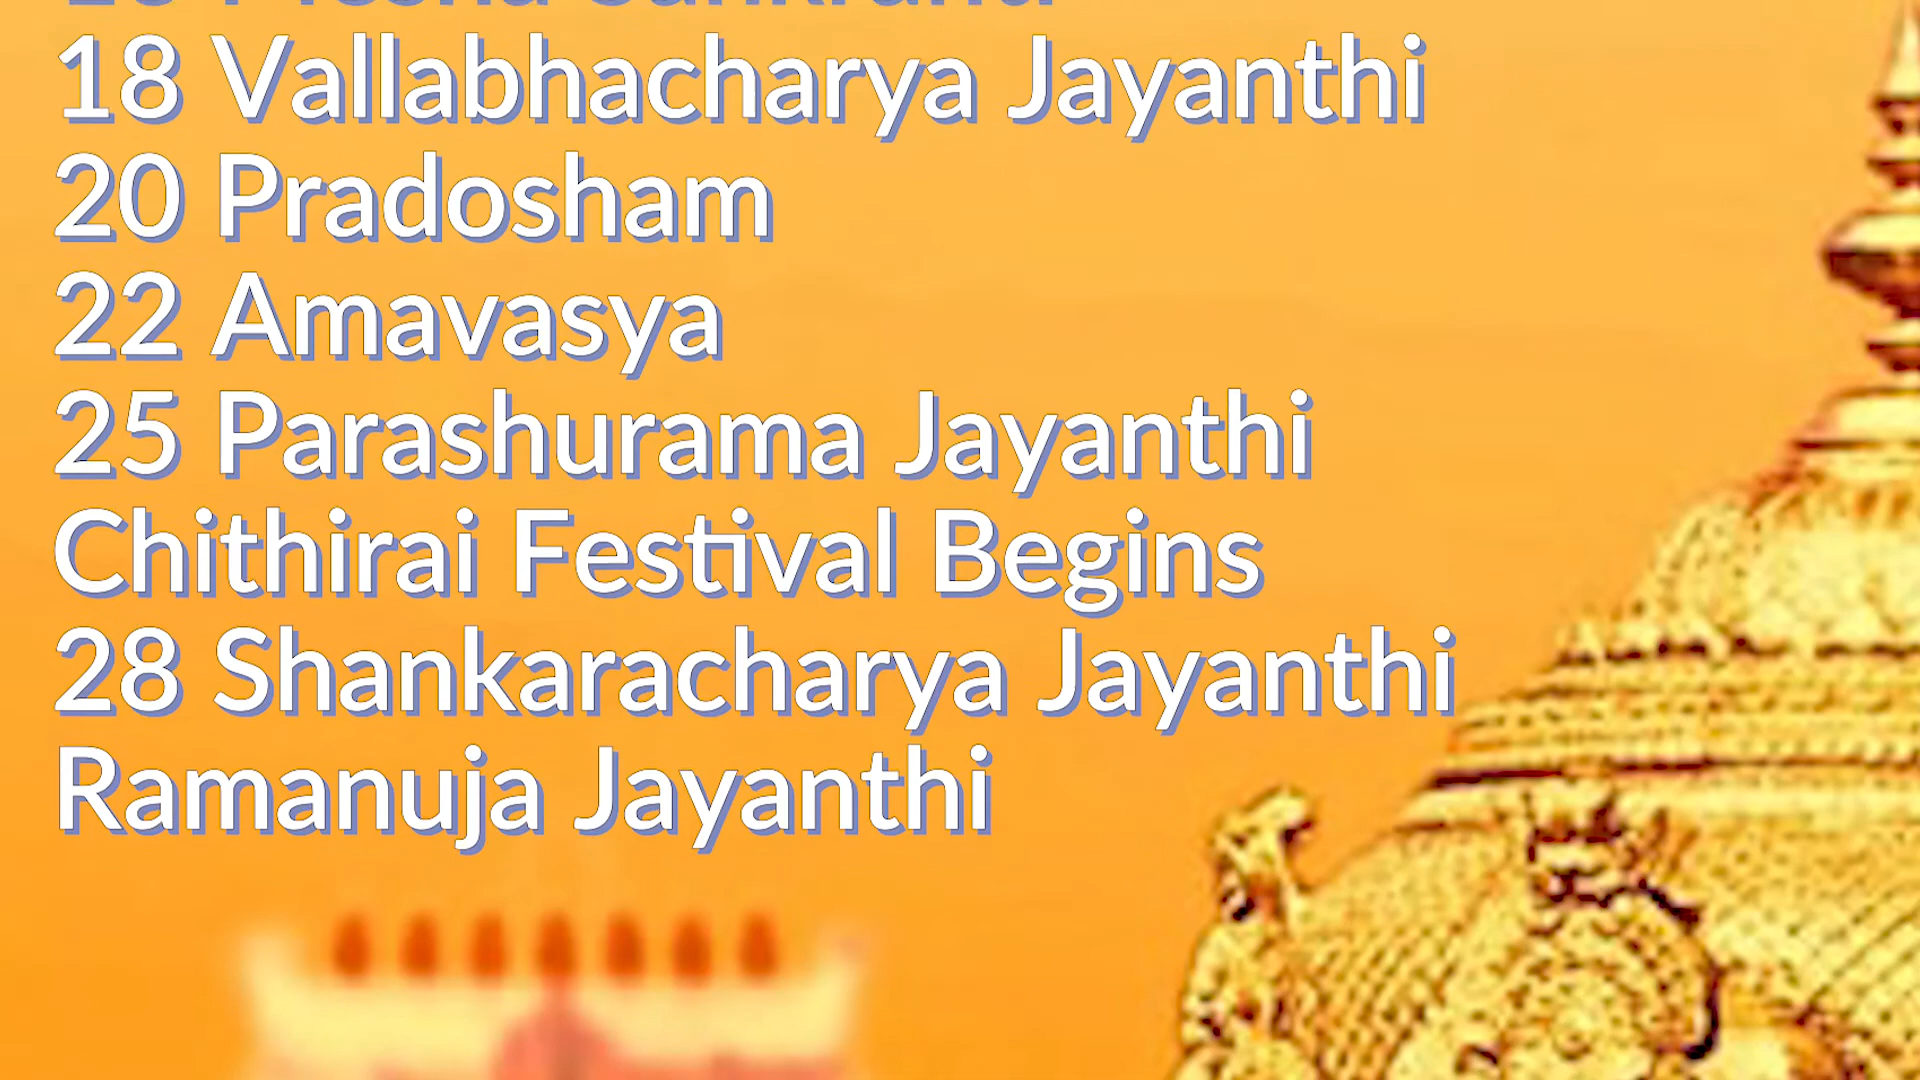 18 Vallabhacharya Jayanthi
20 Pradosham
22 Amavasya
25 Parashurama Jayanthi
Chithirai Festival Begins
28 Shankaracharya Jayanthi
Ramanuja Jayanthi